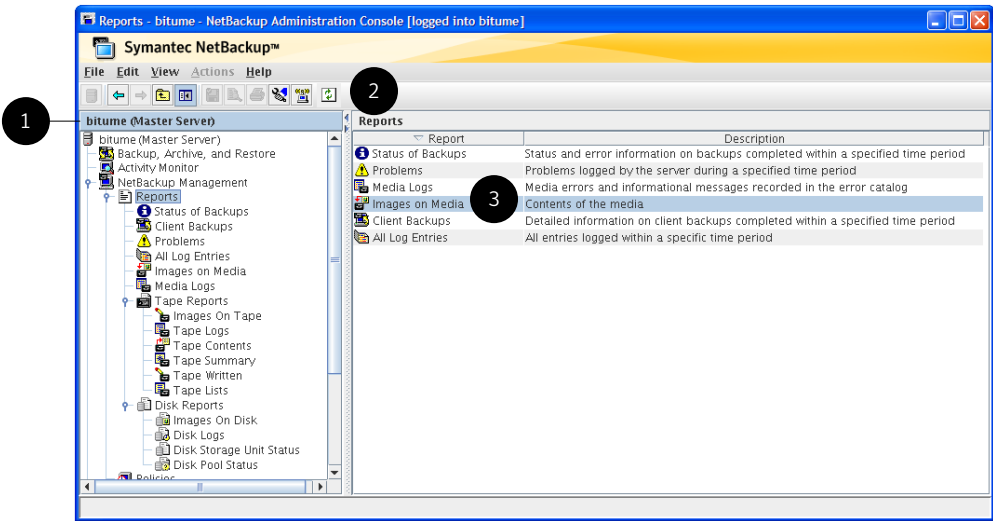 Reports - bitume - NetBackup Administration Console [logged into bitume]
Symantec NetBackup™
File Edit View Actions Help
2
1
bitume (Master Server)
Reports
bitume (Master Server)
Backup, Archive, and Restore
Activity Monitor
NetBackup Management
Reports
Status of Backups
Client Backups
Problems
All Log Entries
Images on Media
Media Logs
Tape Reports
Images On Tape
Tape Logs
Tape Contents
Tape Summary
Tape Written
Tape Lists
Disk Reports
Images On Disk
Disk Logs
Disk Storage Unit Status
Disk Pool Status
Policies
Report Description
Status of Backups Status and error information on backups completed within a specified time period
Problems Problems logged by the server during a specified time period
Media Logs Media errors and informational messages recorded in the error catalog
Images on Media Contents of the media
3
Client Backups Detailed information on client backups completed within a specified time period
All Log Entries All entries logged within a specific time period